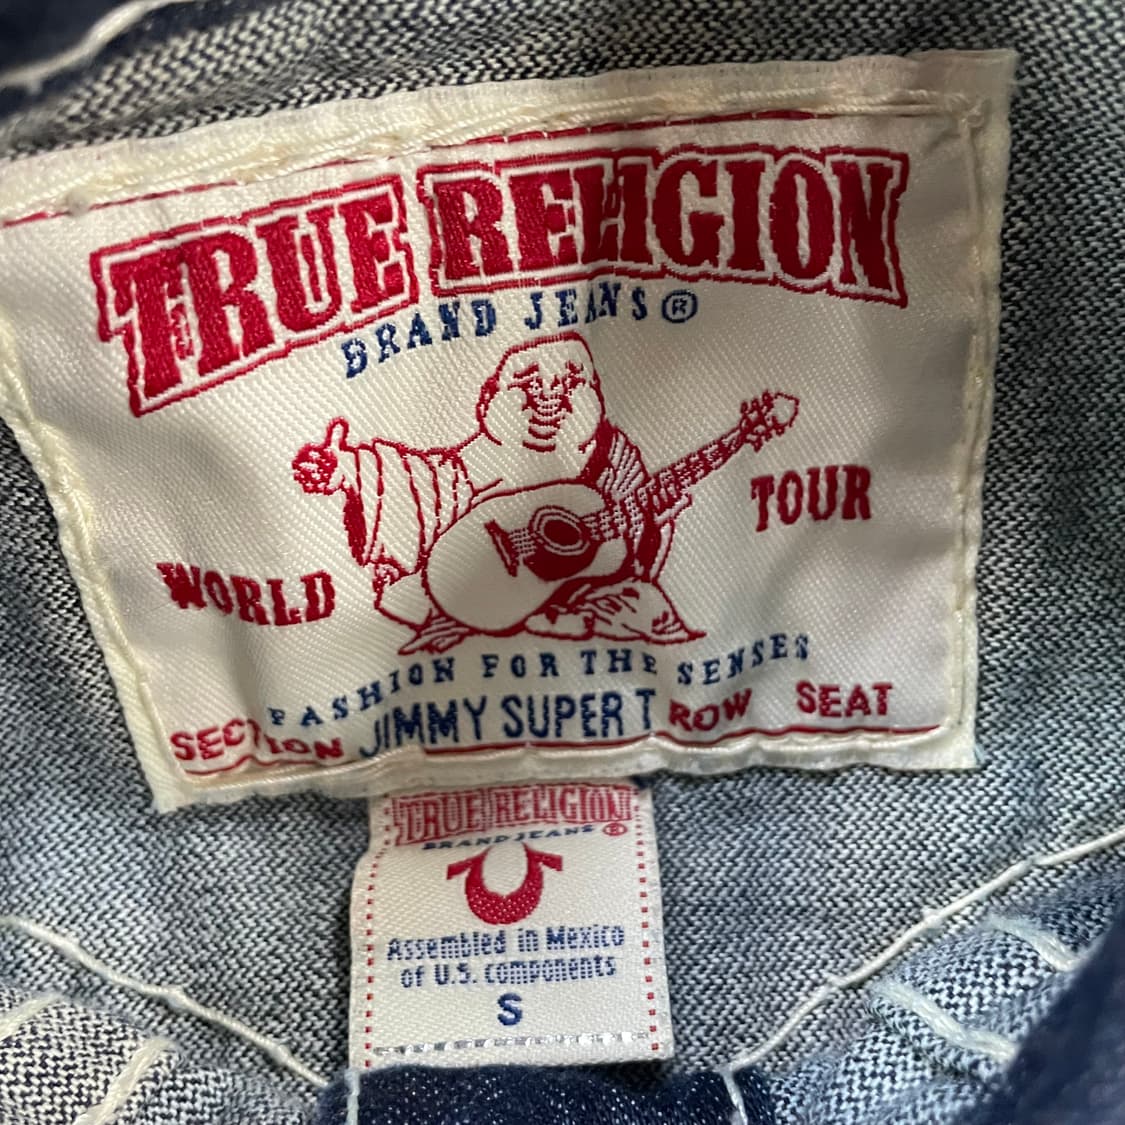 TRUE RELIGION
BRAND JEANS®
WORLD TOUR
FASHION FOR THE SENSES
SECTION JIMMY SUPER T ROW SEAT
TRUE RELIGION
BRAND JEANS ®
Assembled in Mexico
of U.S. components
S